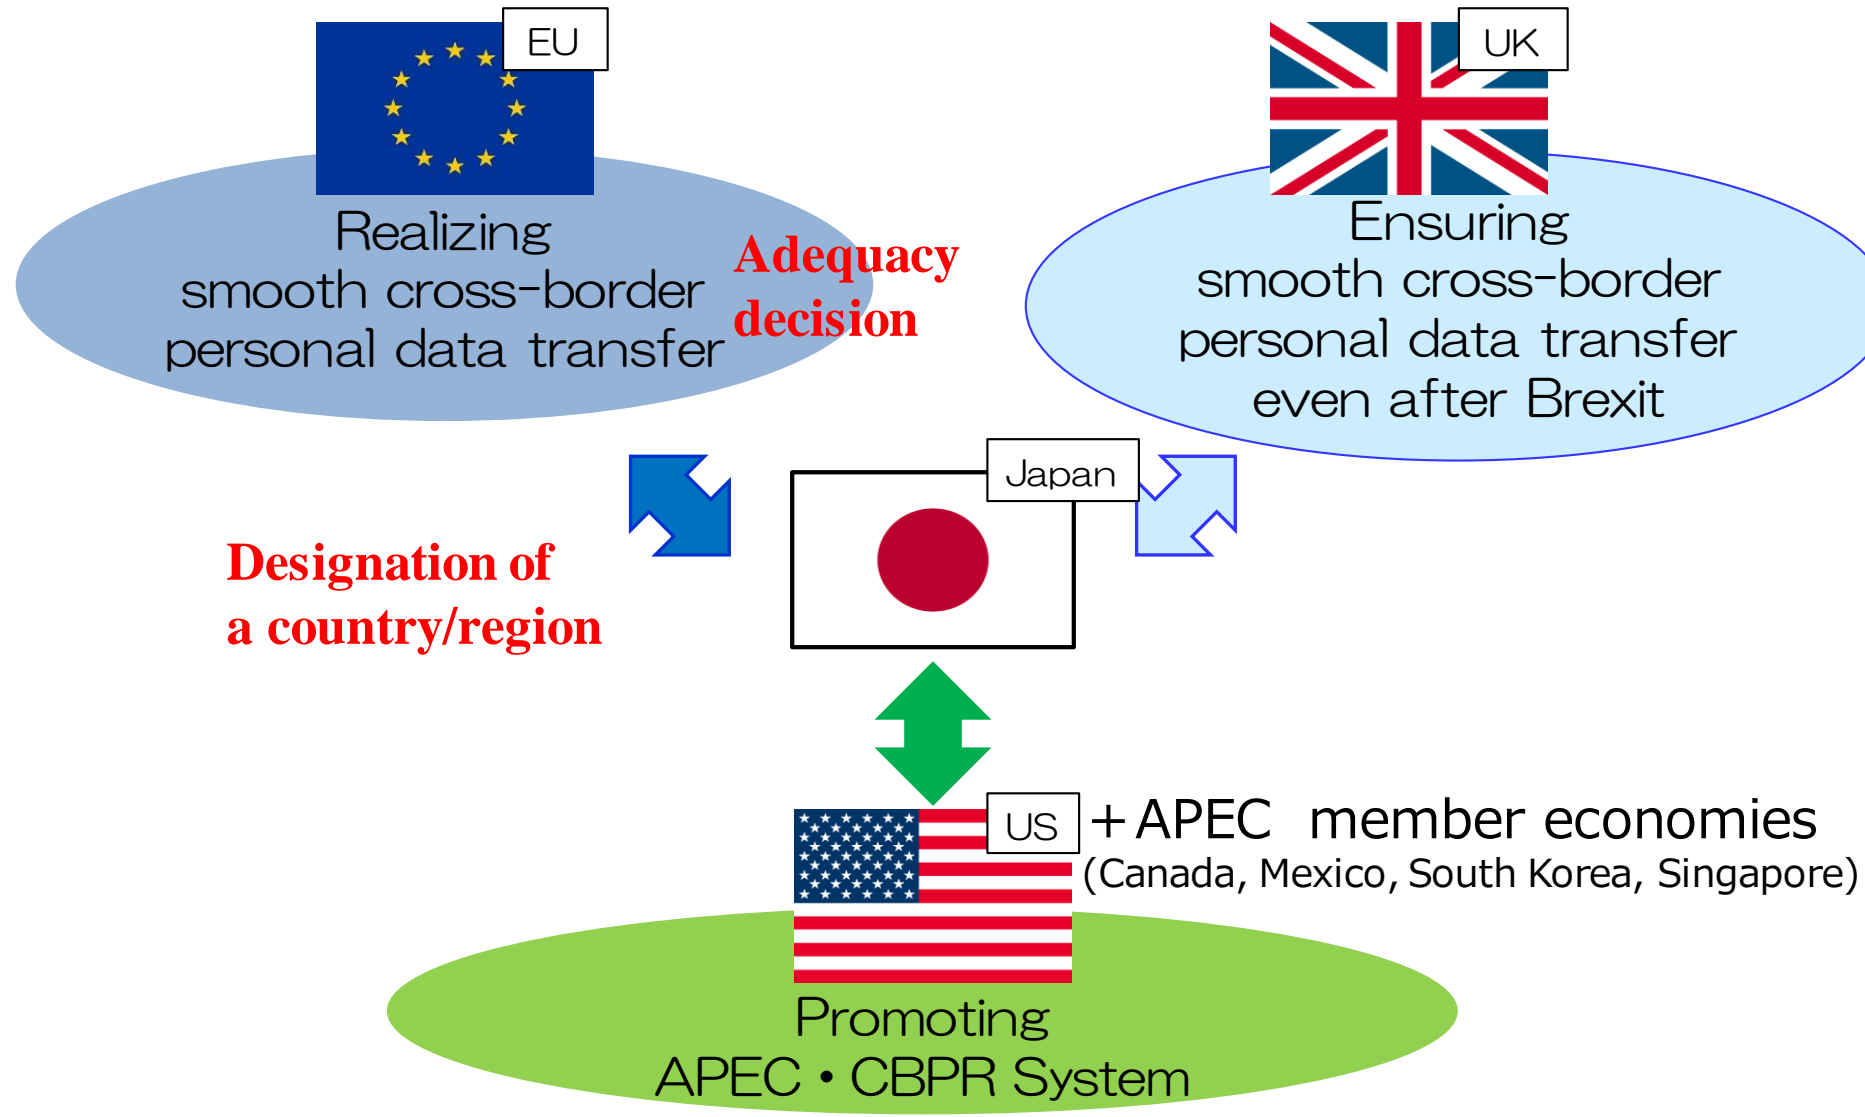 EU
Realizing
smooth cross-border
personal data transfer
Adequacy
decision
UK
Ensuring
smooth cross-border
personal data transfer
even after Brexit
Japan
Designation of
a country/region
US
+APEC member economies
(Canada, Mexico, South Korea, Singapore)
Promoting
APEC・CBPR System